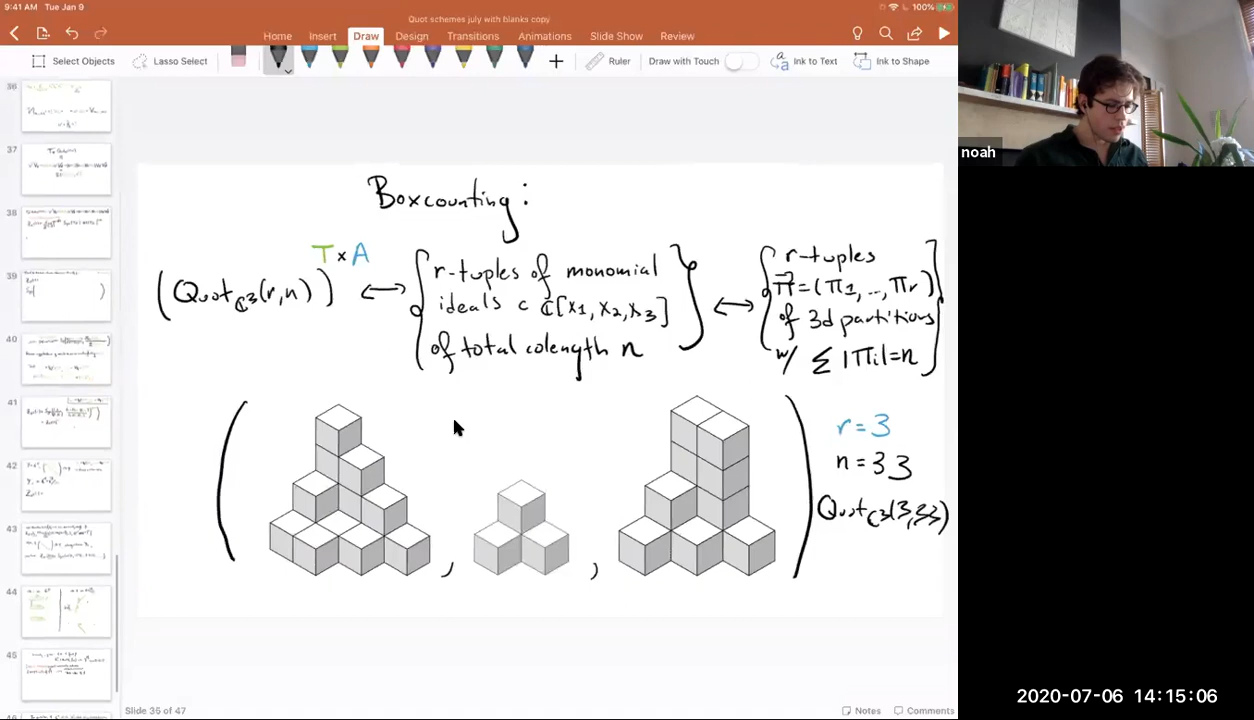 9:41 AM Tue Jan 9
100%
Quot schemes july with blanks copy
Home Insert Draw Design Transitions Animations Slide Show Review
Select Objects Lasso Select Ruler Draw with Touch Ink to Text Ink to Shape
36
37
38
39
40
41
42
43
44
45
noah
Boxcounting:
(Quot_ℂ³(r,n))^{T×A} ↔ {r-tuples of monomial
ideals ⊂ ℂ[x1,x2,x3]
of total colength n} ↔ {r-tuples
π⃗=(π1,..,πr)
of 3d partitions
w/ Σ|πi|=n}
( , , )
r=3
n=33
Quot_ℂ³(3,33)
Slide 35 of 47
Notes Comments
2020-07-06 14:15:06